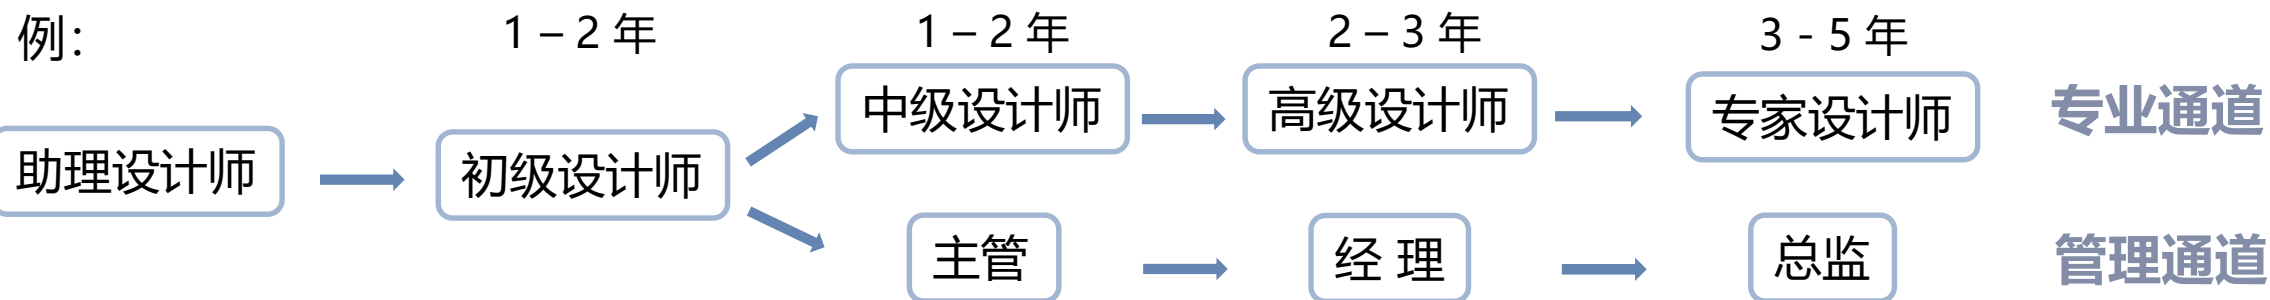 例：
1 – 2 年 1 – 2 年 2 – 3 年 3 - 5 年
中级设计师 高级设计师 专家设计师 专业通道
助理设计师 初级设计师
主管 经 理 总监 管理通道